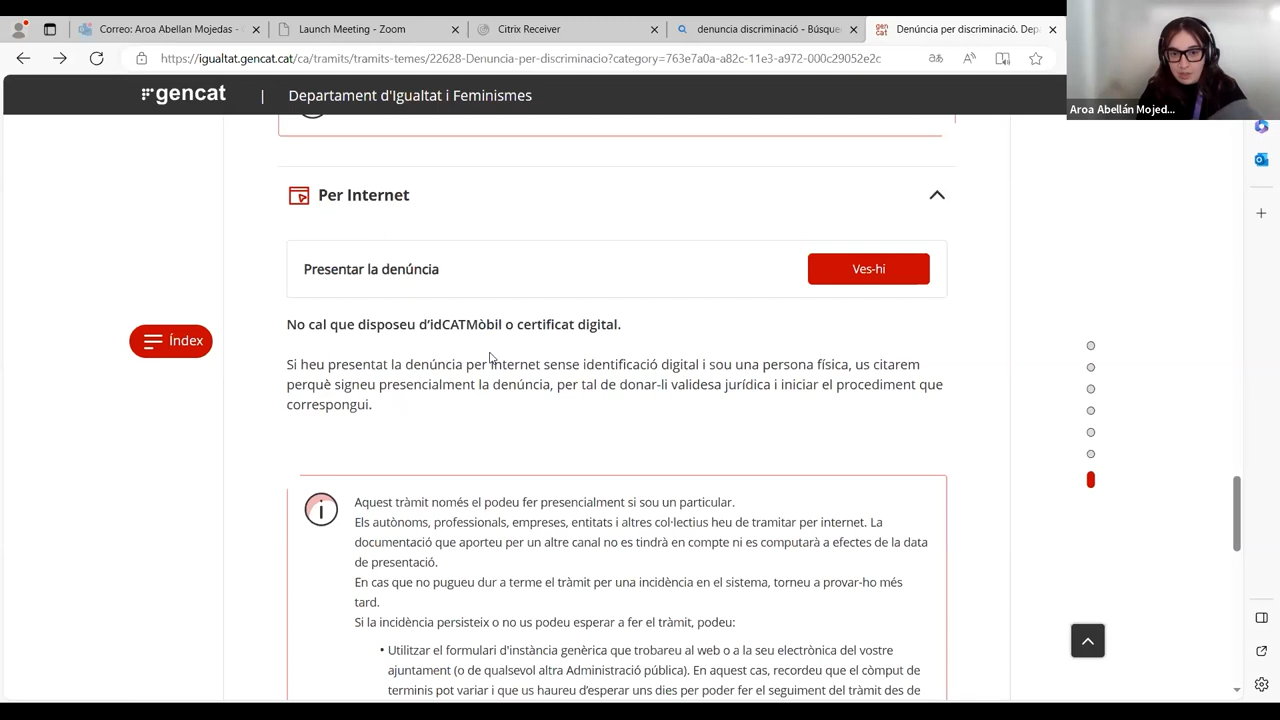 Correo: Aroa Abellan Mojedas -
Launch Meeting - Zoom
Citrix Receiver
denuncia discriminació - Búsque
Denúncia per discriminació. Dep
https://igualtat.gencat.cat/tramits/tramits-temes/22628-Denuncia-per-discriminacio?category=763e7a0a-a82c-11e3-a972-000c29052e2c
gencat | Departament d'Igualtat i Feminismes
Aroa Abellán Mojed...
Per Internet
Presentar la denúncia
Ves-hi
No cal que disposeu d'idCATMòbil o certificat digital.
Índex
Si heu presentat la denúncia per internet sense identificació digital i sou una persona física, us citarem
perquè signeu presencialment la denúncia, per tal de donar-li validesa jurídica i iniciar el procediment que
correspongui.
Aquest tràmit només el podeu fer presencialment si sou un particular.
Els autònoms, professionals, empreses, entitats i altres col·lectius heu de tramitar per internet. La
documentació que aporteu per un altre canal no es tindrà en compte ni es computarà a efectes de la data
de presentació.
En cas que no pugueu dur a terme el tràmit per una incidència en el sistema, torneu a provar-ho més
tard.
Si la incidència persisteix o no us podeu esperar a fer el tràmit, podeu:
• Utilitzar el formulari d'instància genèrica que trobareu al web o a la seu electrònica del vostre
ajuntament (o de qualsevol altra Administració pública). En aquest cas, recordeu que el còmput de
terminis pot variar i que us haureu d'esperar uns dies per poder fer el seguiment del tràmit des de